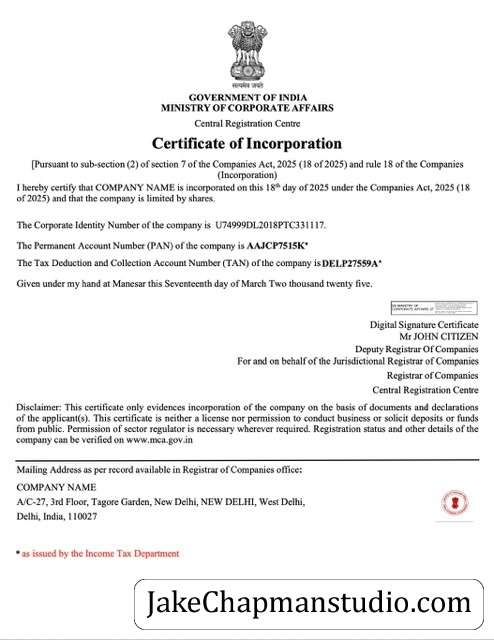 सत्यमेव जयते
GOVERNMENT OF INDIA
MINISTRY OF CORPORATE AFFAIRS
Central Registration Centre
Certificate of Incorporation
[Pursuant to sub-section (2) of section 7 of the Companies Act, 2025 (18 of 2025) and rule 18 of the Companies
(Incorporation)
I hereby certify that COMPANY NAME is incorporated on this 18th day of 2025 under the Companies Act, 2025 (18
of 2025) and that the company is limited by shares.
The Corporate Identity Number of the company is U74999DL2018PTC331117.
The Permanent Account Number (PAN) of the company is AAJCP7515K*
The Tax Deduction and Collection Account Number (TAN) of the company is DELP27559A*
Given under my hand at Manesar this Seventeenth day of March Two thousand twenty five.
DS MINISTRY OF
CORPORATE AFFAIRS
Digital Signature Certificate
Mr JOHN CITIZEN
Deputy Registrar Of Companies
For and on behalf of the Jurisdictional Registrar of Companies
Registrar of Companies
Central Registration Centre
Disclaimer: This certificate only evidences incorporation of the company on the basis of documents and declarations
of the applicant(s). This certificate is neither a license nor permission to conduct business or solicit deposits or funds
from public. Permission of sector regulator is necessary wherever required. Registration status and other details of the
company can be verified on www.mca.gov.in
Mailing Address as per record available in Registrar of Companies office:
COMPANY NAME
A/C-27, 3rd Floor, Tagore Garden, New Delhi, NEW DELHI, West Delhi,
Delhi, India, 110027
* as issued by the Income Tax Department
JakeChapmanstudio.com